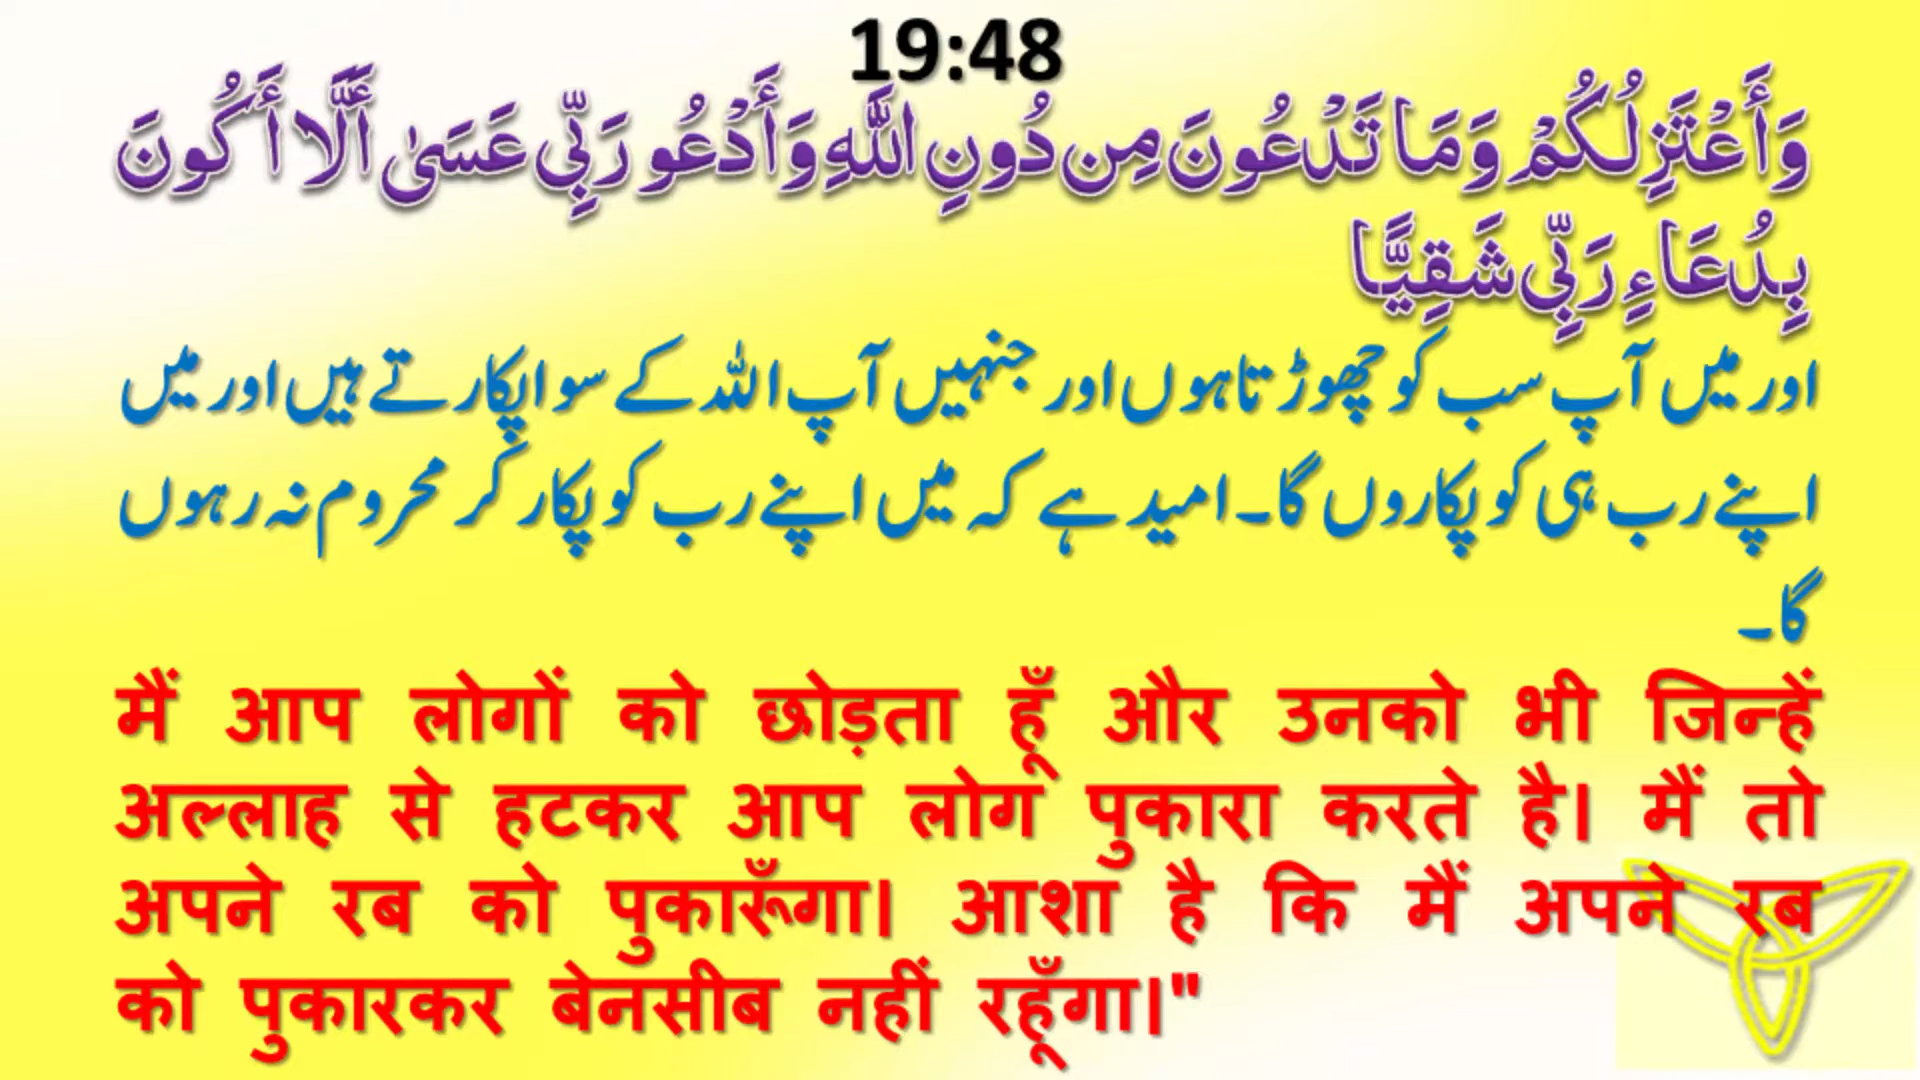 19:48
وَأَعْتَزِلُكُمْ وَمَا تَدْعُونَ مِن دُونِ اللَّهِ وَأَدْعُو رَبِّي عَسَىٰ أَلَّا أَكُونَ
بِدُعَاءِ رَبِّي شَقِيًّا
اور میں آپ سب کو چھوڑتا ہوں اور جنہیں آپ اللہ کے سوا پکارتے ہیں اور میں
اپنے رب ہی کو پکاروں گا۔ امید ہے کہ میں اپنے رب کو پکار کر محروم نہ رہوں
گا۔
मैं आप लोगों को छोड़ता हूँ और उनको भी जिन्हें
अल्लाह से हटकर आप लोग पुकारा करते है। मैं तो
अपने रब को पुकारूँगा। आशा है कि मैं अपने रब
को पुकारकर बेनसीब नहीं रहूँगा।"